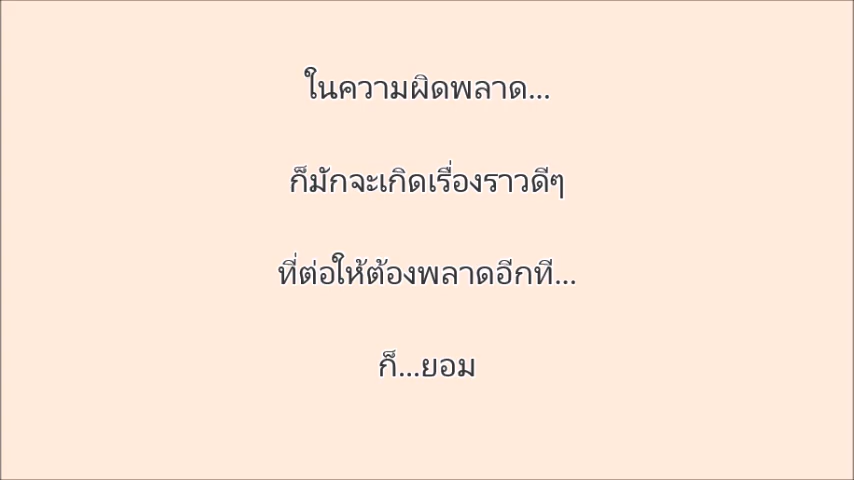 ในความผิดพลาด...
ก็มักจะเกิดเรื่องราวดีๆ
ที่ต่อให้ต้องพลาดอีกที...
ก็...ยอม